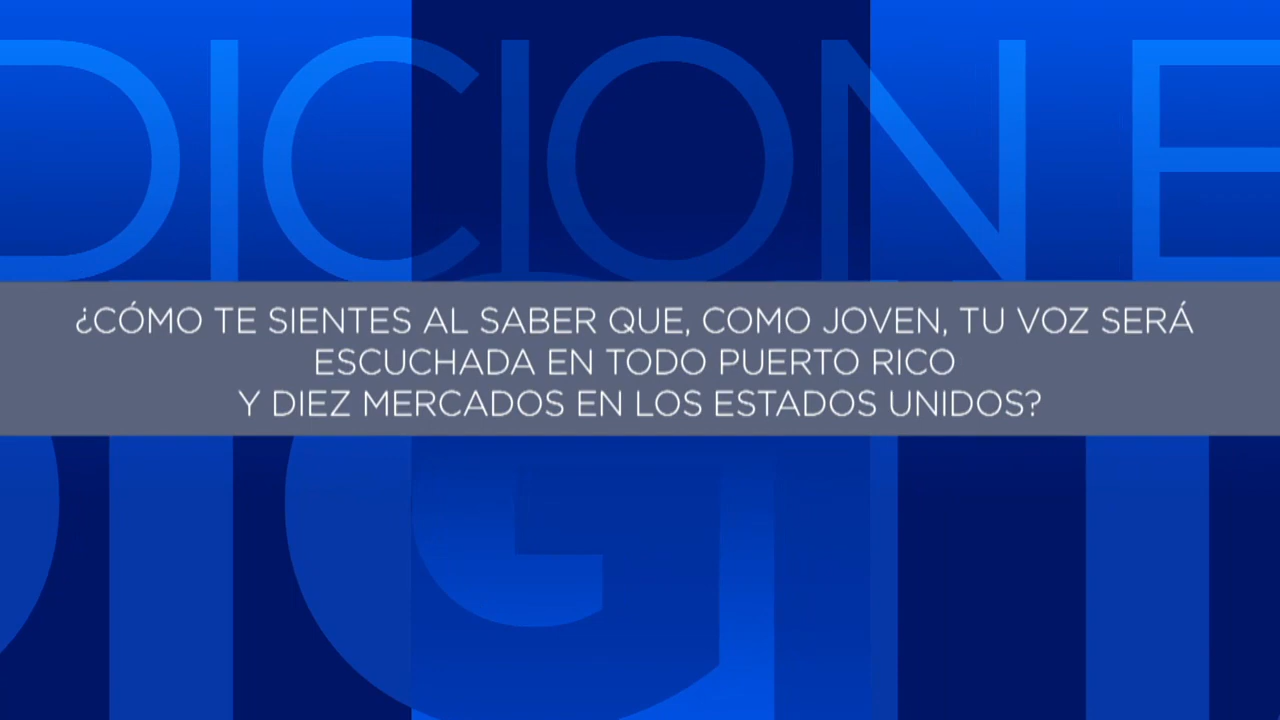 DICION E
¿CÓMO TE SIENTES AL SABER QUE, COMO JOVEN, TU VOZ SERÁ
ESCUCHADA EN TODO PUERTO RICO
Y DIEZ MERCADOS EN LOS ESTADOS UNIDOS?
DIGIT